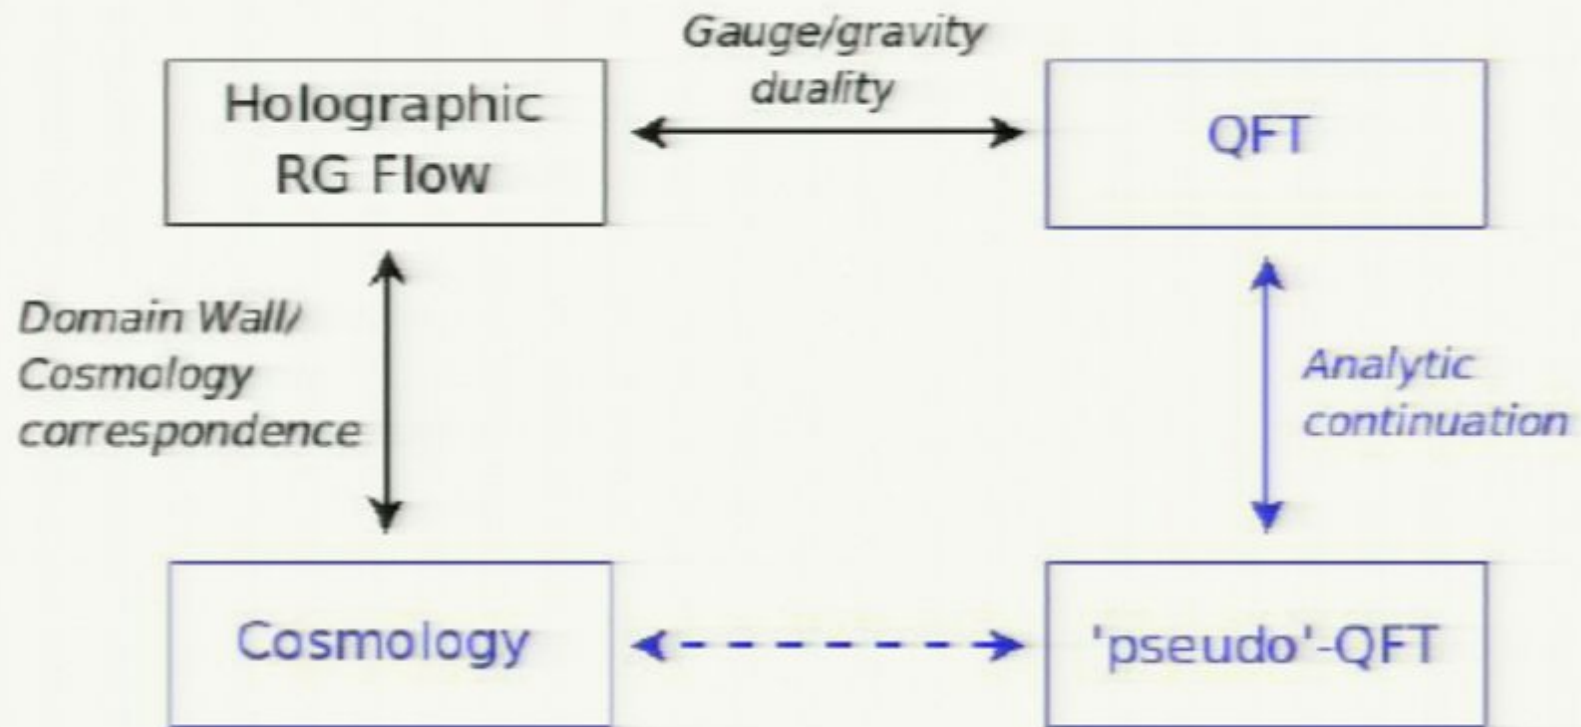 Gauge/gravity
duality
Holographic
RG Flow
QFT
Domain Wall/
Cosmology
correspondence
Analytic
continuation
Cosmology
'pseudo'-QFT